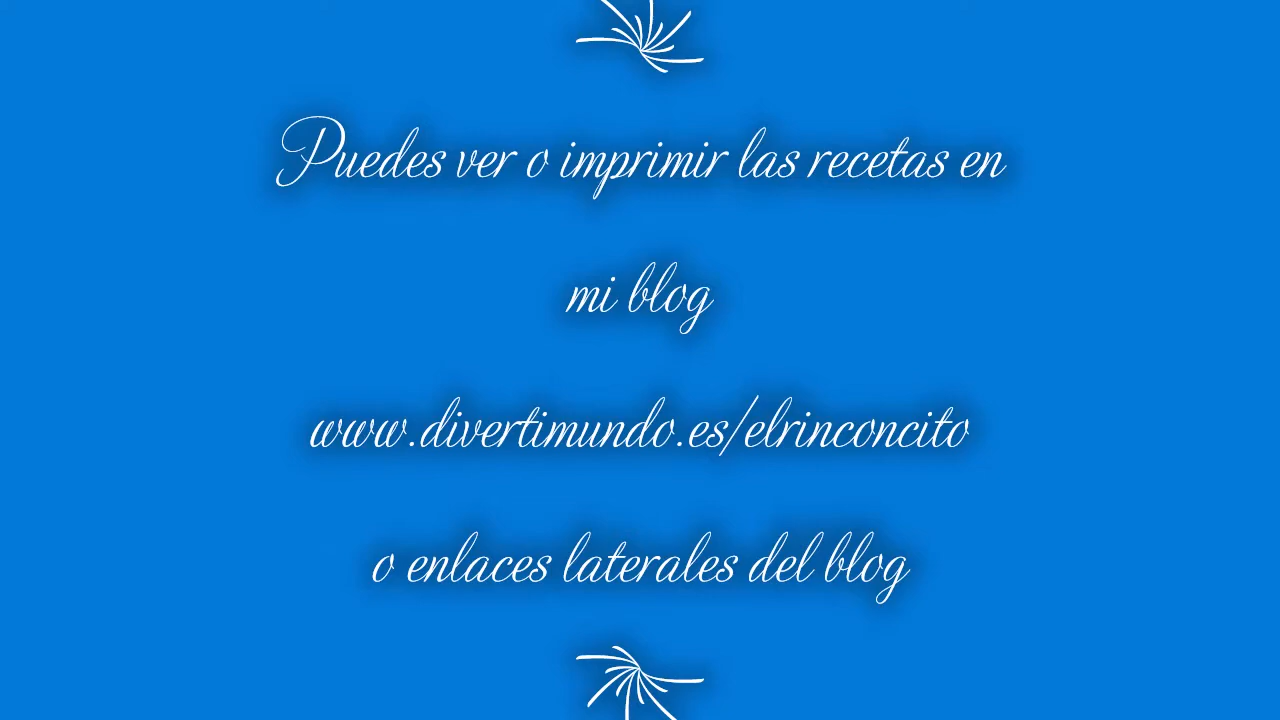 Puedes ver o imprimir las recetas en
mi blog
www.divertimundo.es/elrinconcito
o enlaces laterales del blog